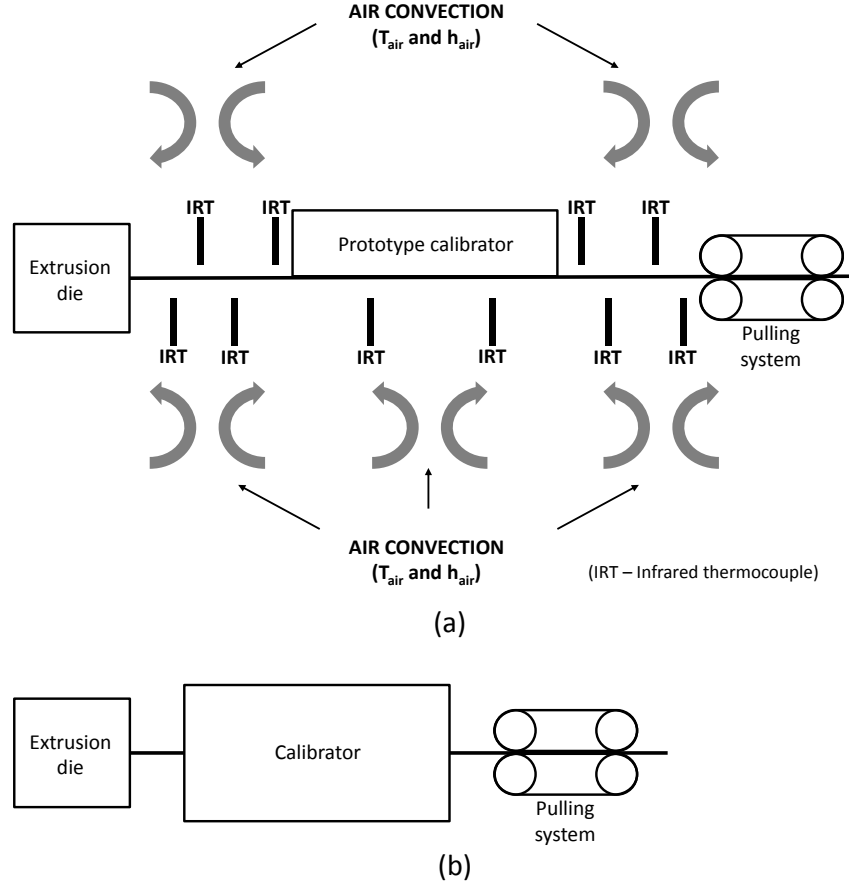 AIR CONVECTION
(Tair and hair)
IRT IRT IRT IRT
Extrusion
die
Prototype calibrator
IRT IRT IRT IRT IRT IRT
Pulling
system
AIR CONVECTION
(Tair and hair)
(IRT – Infrared thermocouple)
(a)
Extrusion
die
Calibrator
Pulling
system
(b)